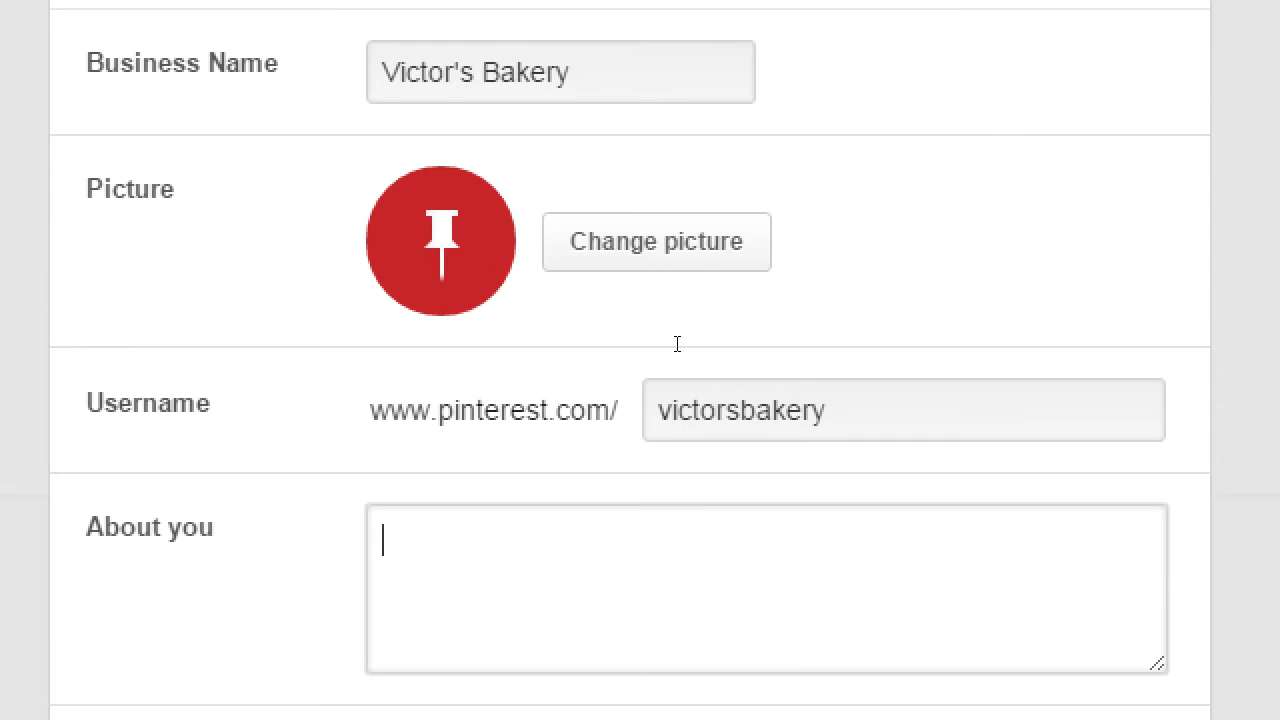 Business Name
Victor's Bakery
Picture
Change picture
Username
www.pinterest.com/
victorsbakery
About you